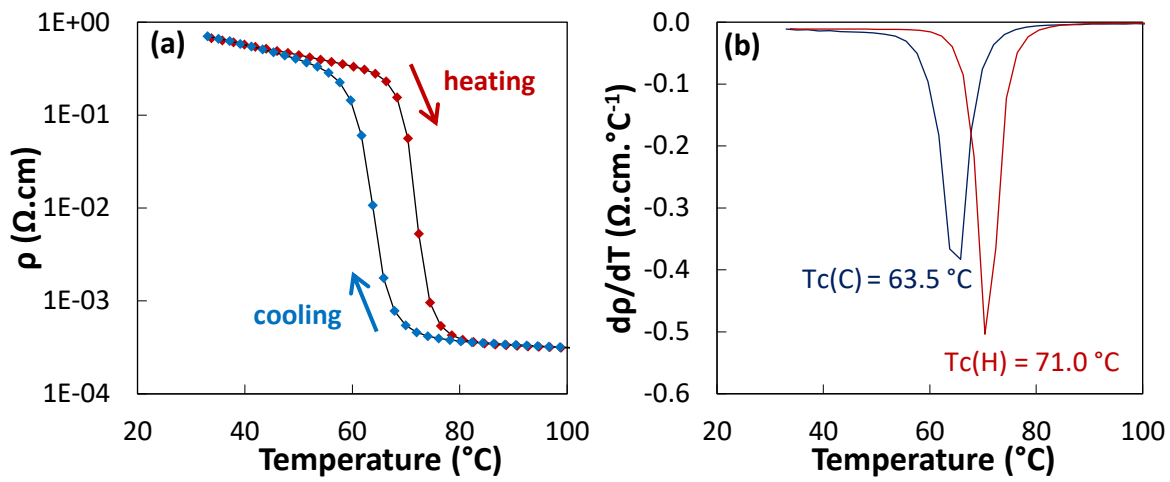 (a)
heating
cooling
1E+00
1E-01
1E-02
1E-03
1E-04
ρ (Ω.cm)
20 40 60 80 100
Temperature (°C)
(b)
0.0
-0.1
-0.2
-0.3
-0.4
-0.5
-0.6
dρ/dT (Ω.cm.°C⁻¹)
Tc(C) = 63.5 °C
Tc(H) = 71.0 °C
20 40 60 80 100
Temperature (°C)